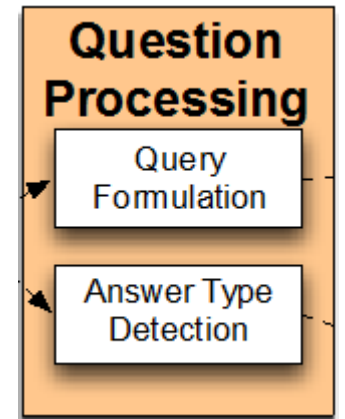 Question
Processing
Query
Formulation
Answer Type
Detection